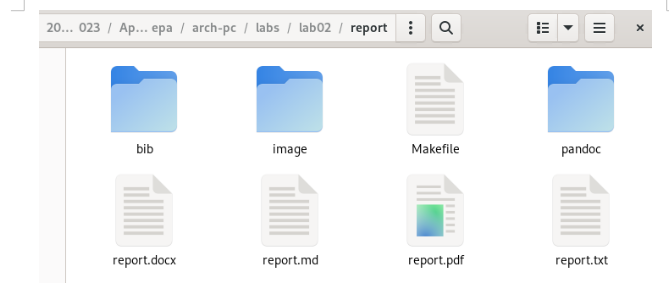 20... 023 / Ap... ера / arch-pc / labs / lab02 / report
bib image Makefile pandoc
report.docx report.md report.pdf report.txt